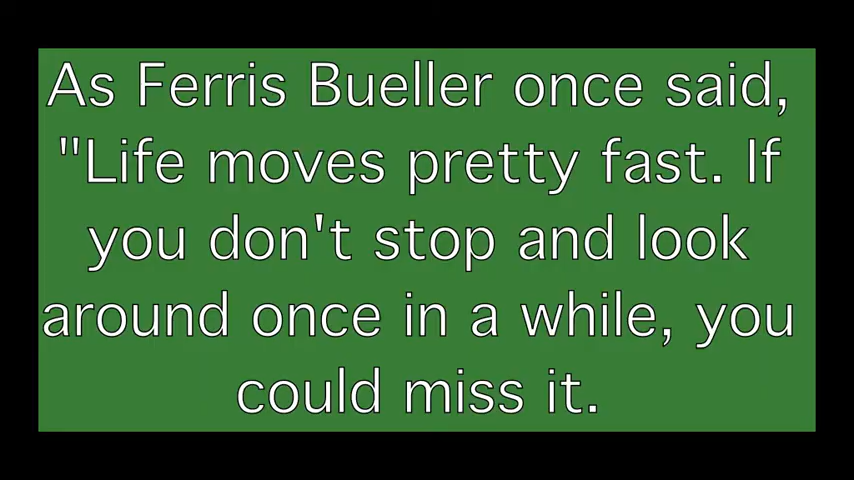 As Ferris Bueller once said,
"Life moves pretty fast. If
you don't stop and look
around once in a while, you
could miss it.